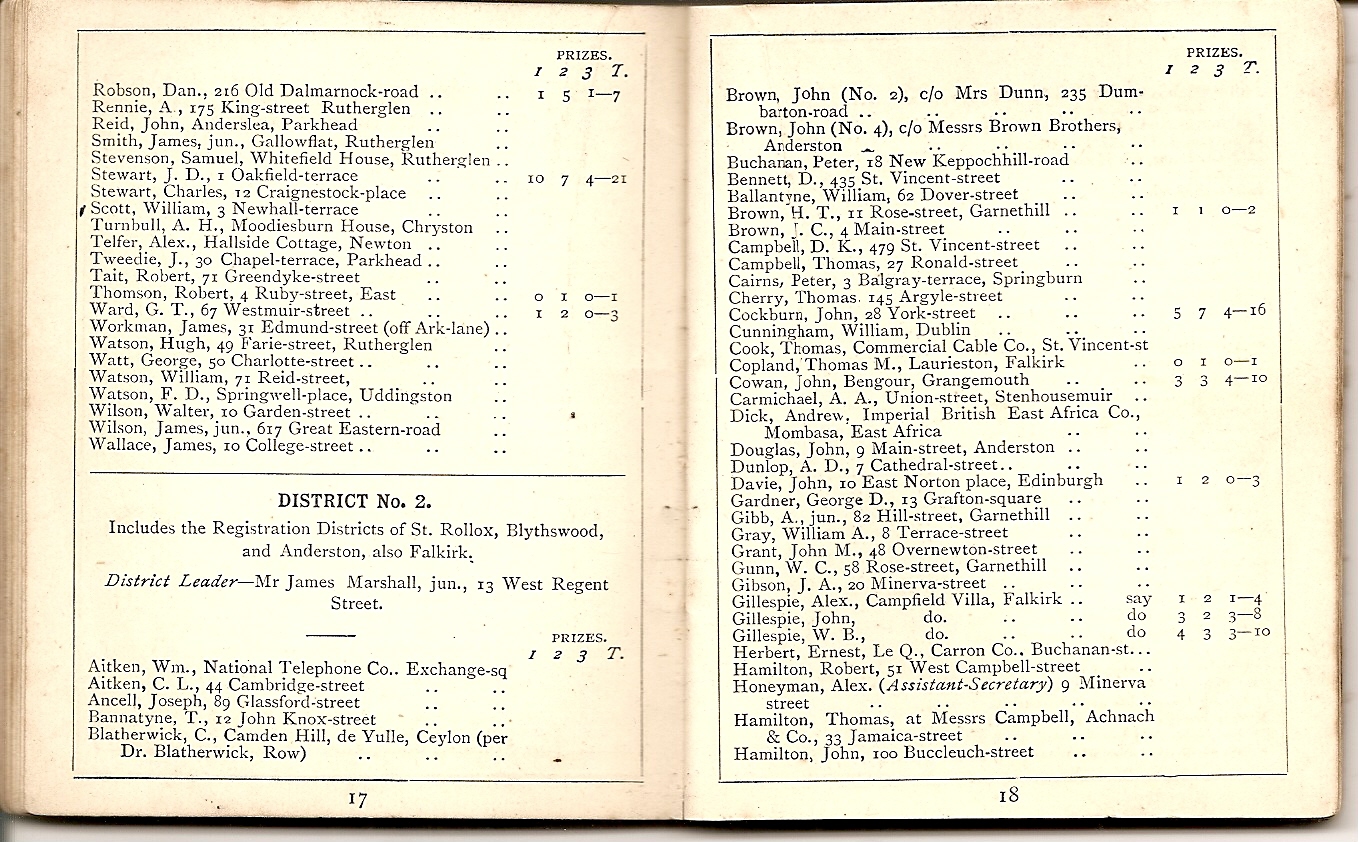 PRIZES.
1 2 3 T.
Robson, Dan., 216 Old Dalmarnock-road .. .. 1 5 1—7
Rennie, A., 175 King-street Rutherglen .. ..
Reid, John, Anderslea, Parkhead .. ..
Smith, James, jun., Gallowflat, Rutherglen ..
Stevenson, Samuel, Whitefield House, Rutherglen ..
Stewart, J. D., 1 Oakfield-terrace .. .. 10 7 4—21
Stewart, Charles, 12 Craignestock-place .. ..
Scott, William, 3 Newhall-terrace .. ..
Turnbull, A. H., Moodiesburn House, Chryston ..
Telfer, Alex., Hallside Cottage, Newton .. ..
Tweedie, J., 30 Chapel-terrace, Parkhead .. ..
Tait, Robert, 71 Greendyke-street .. ..
Thomson, Robert, 4 Ruby-street, East .. .. 0 1 0—1
Ward, G. T., 67 Westmuir-street .. .. .. 1 2 0—3
Workman, James, 31 Edmund-street (off Ark-lane) ..
Watson, Hugh, 49 Farie-street, Rutherglen ..
Watt, George, 50 Charlotte-street .. .. ..
Watson, William, 71 Reid-street, .. ..
Watson, F. D., Springwell-place, Uddingston ..
Wilson, Walter, 10 Garden-street .. .. ..
Wilson, James, jun., 617 Great Eastern-road ..
Wallace, James, 10 College-street .. .. ..
DISTRICT No. 2.
Includes the Registration Districts of St. Rollox, Blythswood,
and Anderston, also Falkirk.
District Leader—Mr James Marshall, jun., 13 West Regent
Street.
PRIZES.
1 2 3 T.
Aitken, Wm., National Telephone Co.. Exchange-sq
Aitken, C. L., 44 Cambridge-street .. ..
Ancell, Joseph, 89 Glassford-street .. ..
Bannatyne, T., 12 John Knox-street .. ..
Blatherwick, C., Camden Hill, de Yulle, Ceylon (per
Dr. Blatherwick, Row) .. .. ..
17
PRIZES.
1 2 3 T.
Brown, John (No. 2), c/o Mrs Dunn, 235 Dum-
barton-road .. .. .. .. ..
Brown, John (No. 4), c/o Messrs Brown Brothers,
Anderston .. .. .. ..
Buchanan, Peter, 18 New Keppochhill-road ..
Bennett, D., 435 St. Vincent-street .. ..
Ballantyne, William, 62 Dover-street .. ..
Brown, H. T., 11 Rose-street, Garnethill .. .. 1 1 0—2
Brown, J. C., 4 Main-street .. .. ..
Campbell, D. K., 479 St. Vincent-street .. ..
Campbell, Thomas, 27 Ronald-street .. ..
Cairns, Peter, 3 Balgray-terrace, Springburn ..
Cherry, Thomas. 145 Argyle-street .. ..
Cockburn, John, 28 York-street .. .. .. 5 7 4—16
Cunningham, William, Dublin .. .. ..
Cook, Thomas, Commercial Cable Co., St. Vincent-st
Copland, Thomas M., Laurieston, Falkirk .. 0 1 0—1
Cowan, John, Bengour, Grangemouth .. .. 3 3 4—10
Carmichael, A. A., Union-street, Stenhousemuir ..
Dick, Andrew, Imperial British East Africa Co.,
Mombasa, East Africa .. ..
Douglas, John, 9 Main-street, Anderston .. ..
Dunlop, A. D., 7 Cathedral-street.. .. ..
Davie, John, 10 East Norton place, Edinburgh .. 1 2 0—3
Gardner, George D., 13 Grafton-square .. ..
Gibb, A., jun., 82 Hill-street, Garnethill .. ..
Gray, William A., 8 Terrace-street .. ..
Grant, John M., 48 Overnewton-street .. ..
Gunn, W. C., 58 Rose-street, Garnethill .. ..
Gibson, J. A., 20 Minerva-street .. .. ..
Gillespie, Alex., Campfield Villa, Falkirk .. say 1 2 1—4
Gillespie, John, do. .. .. do 3 2 3—8
Gillespie, W. B., do. .. .. do 4 3 3—10
Herbert, Ernest, Le Q., Carron Co., Buchanan-st...
Hamilton, Robert, 51 West Campbell-street ..
Honeyman, Alex. (Assistant-Secretary) 9 Minerva
street .. .. .. .. ..
Hamilton, Thomas, at Messrs Campbell, Achnach
& Co., 33 Jamaica-street .. .. ..
Hamilton, John, 100 Buccleuch-street .. ..
18